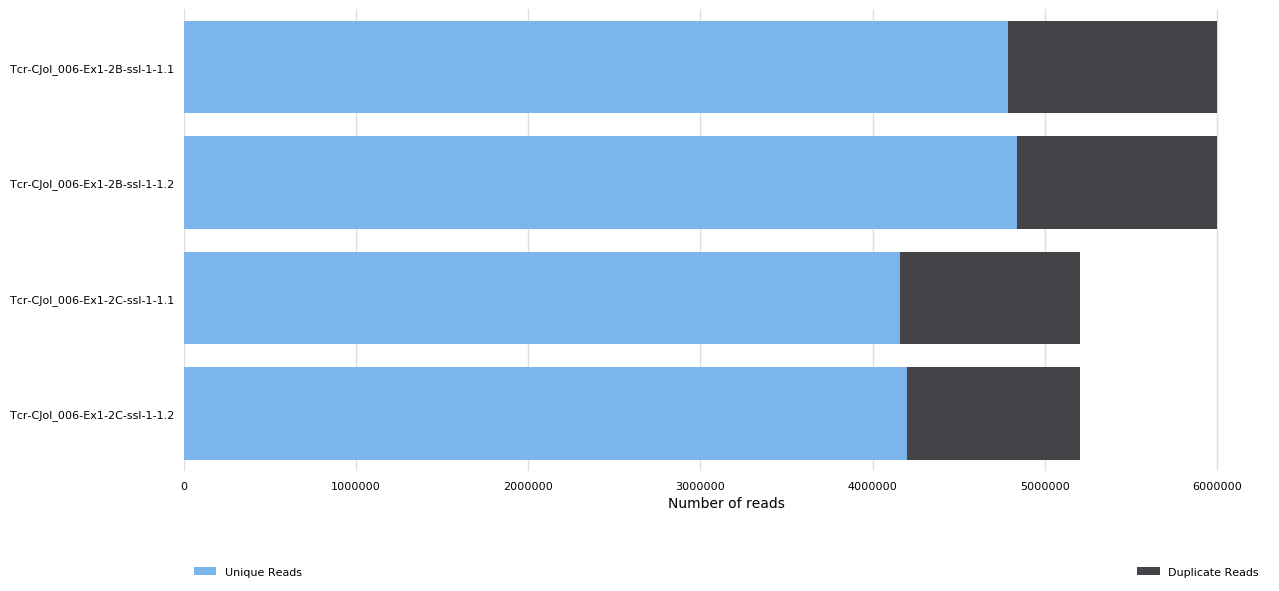 Tcr-CJol_006-Ex1-2B-ssl-1-1.1
Tcr-CJol_006-Ex1-2B-ssl-1-1.2
Tcr-CJol_006-Ex1-2C-ssl-1-1.1
Tcr-CJol_006-Ex1-2C-ssl-1-1.2
0 1000000 2000000 3000000 4000000 5000000 6000000
Number of reads
Unique Reads Duplicate Reads